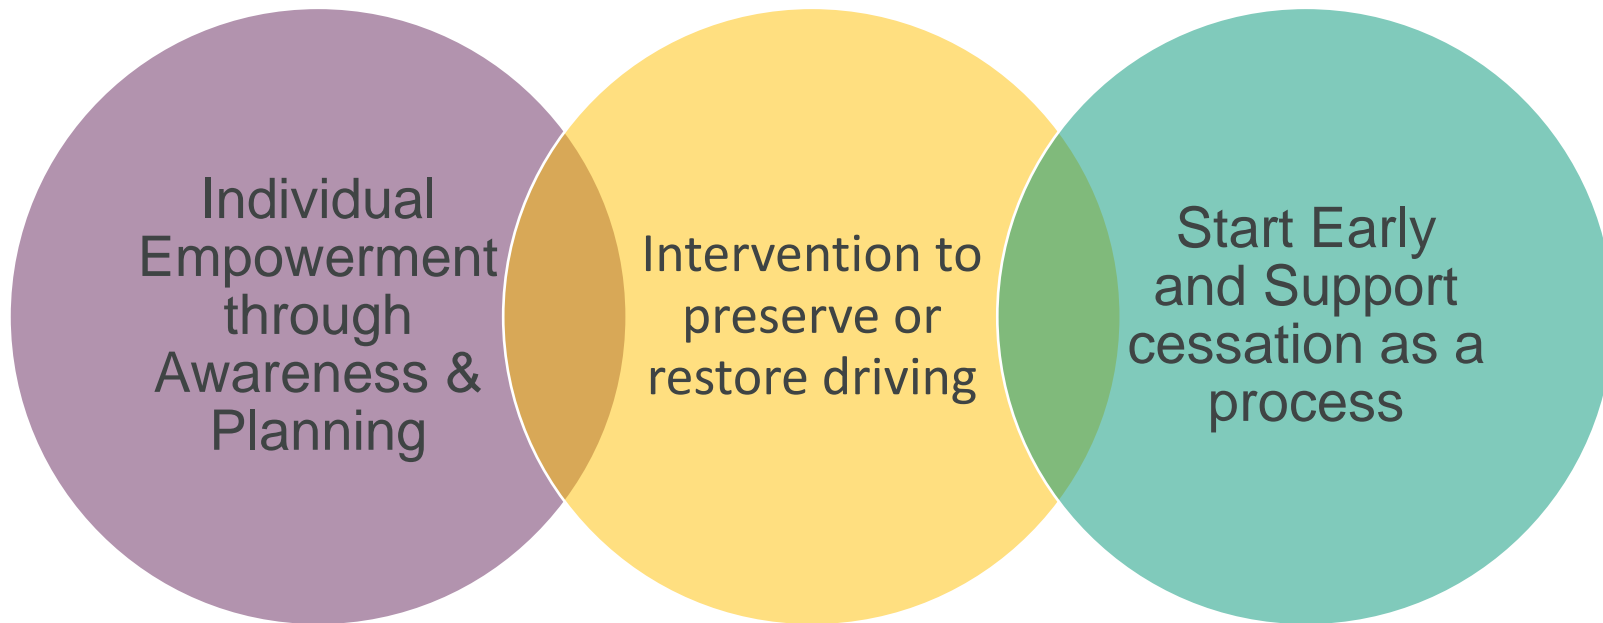 Individual
Empowerment
through
Awareness &
Planning
Intervention to
preserve or
restore driving
Start Early
and Support
cessation as a
process